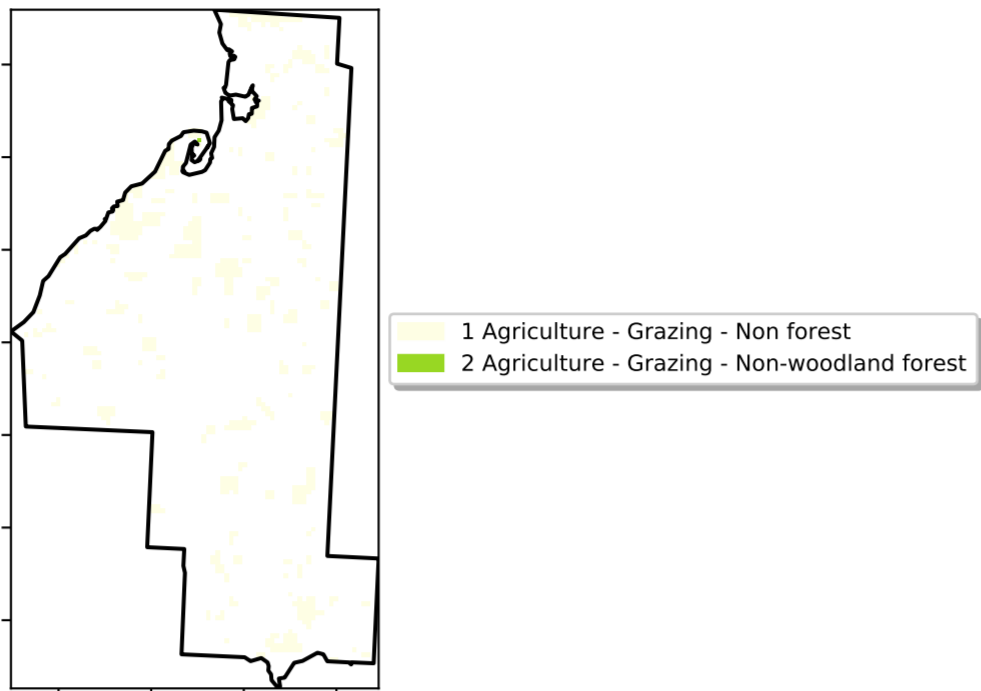 1 Agriculture - Grazing - Non forest
2 Agriculture - Grazing - Non-woodland forest